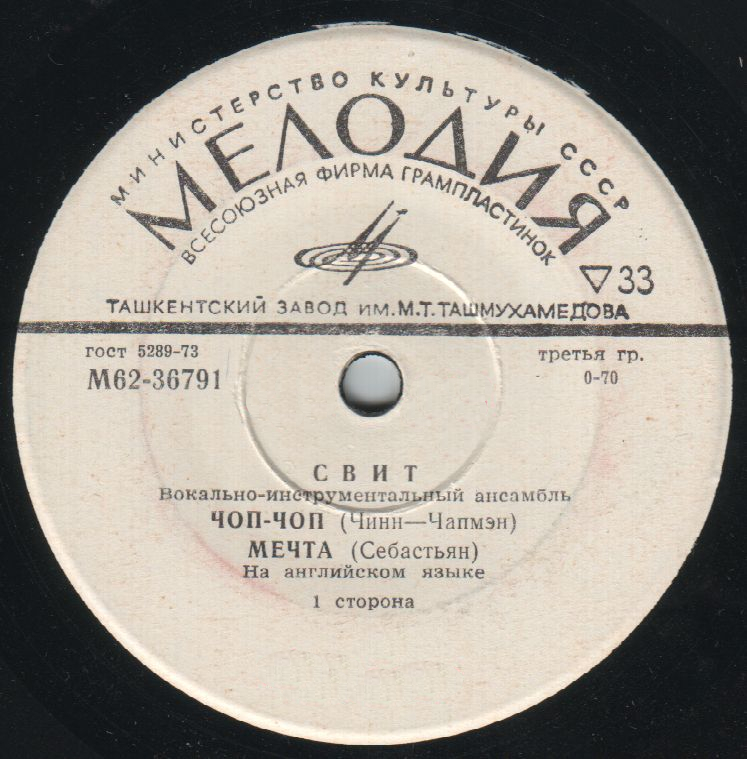 МИНИСТЕРСТВО КУЛЬТУРЫ СССР
МЕЛОДИЯ
ВСЕСОЮЗНАЯ ФИРМА ГРАМПЛАСТИНОК
▽33
ТАШКЕНТСКИЙ ЗАВОД ИМ. М.Т. ТАШМУХАМЕДОВА
гост 5289-73
третья гр.
М62-36791
0-70
СВИТ
Вокально-инструментальный ансамбль
ЧОП-ЧОП (Чинн—Чапмэн)
МЕЧТА (Себастьян)
На английском языке
1 сторона